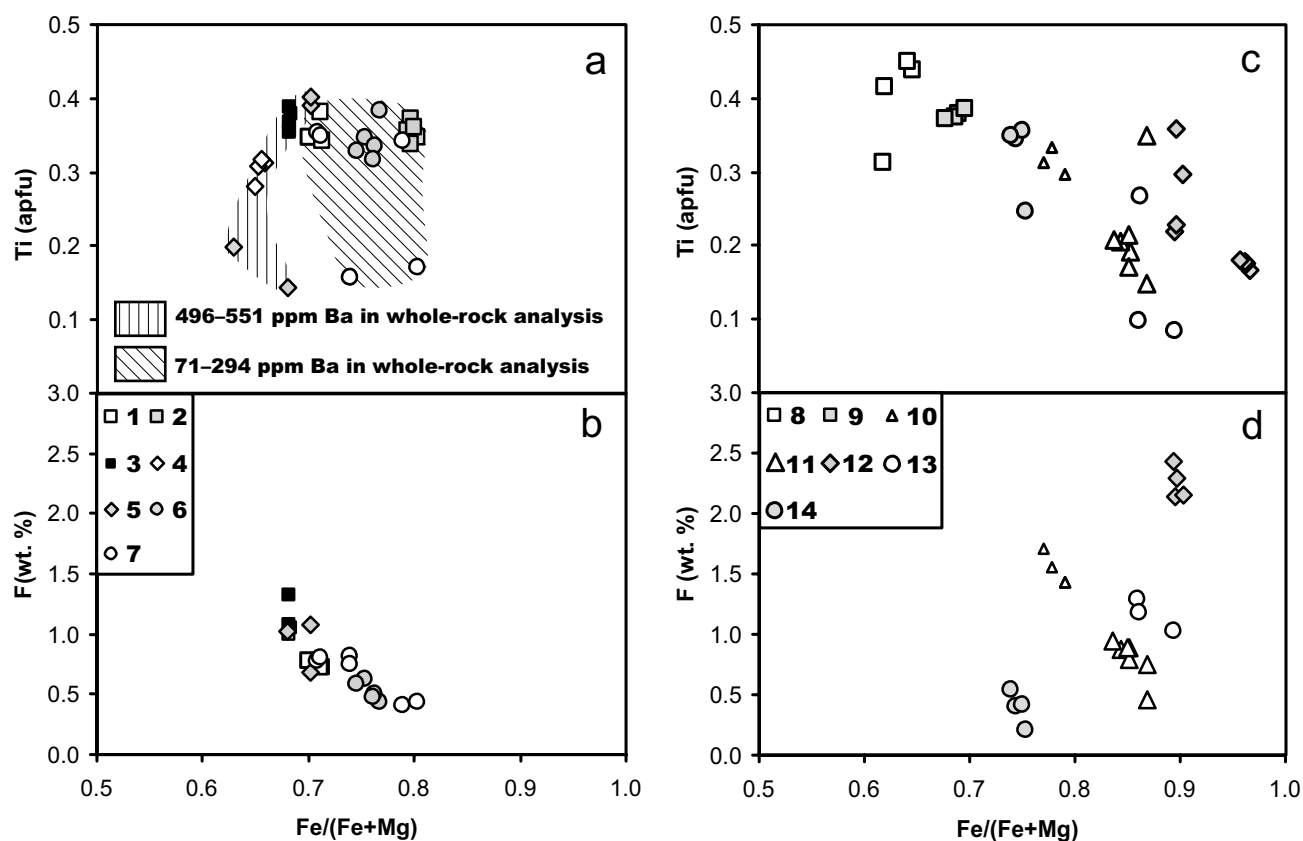 0.5
0.4
0.3
0.2
0.1
3.0
Ti (apfu)
a
496–551 ppm Ba in whole-rock analysis
71–294 ppm Ba in whole-rock analysis
2.5
2.0
1.5
1.0
0.5
0.0
F(wt. %)
b
1 2
3 4
5 6
7
0.5 0.6 0.7 0.8 0.9 1.0
Fe/(Fe+Mg)
0.5
0.4
0.3
0.2
0.1
3.0
Ti (apfu)
c
2.5
2.0
1.5
1.0
0.5
0.0
F (wt. %)
d
8 9 10
11 12 13
14
0.5 0.6 0.7 0.8 0.9 1.0
Fe/(Fe+Mg)